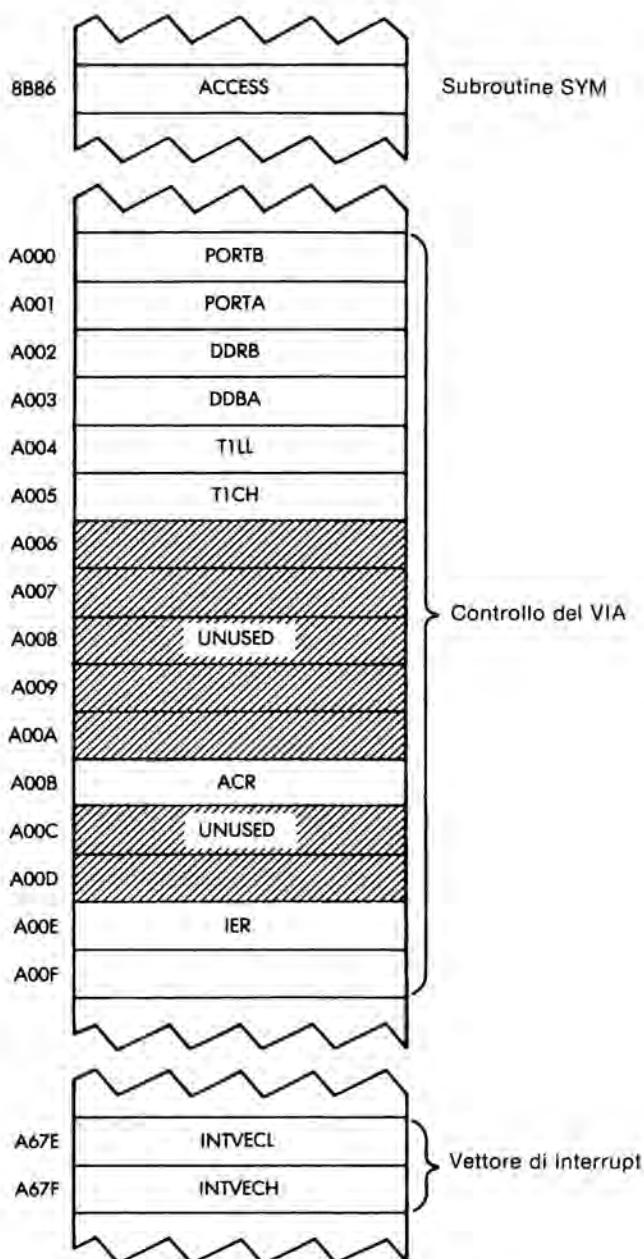 8B86 ACCESS Subroutine SYM
A000 PORTB
A001 PORTA
A002 DDRB
A003 DDBA
A004 T1LL
A005 T1CH
A006
A007
Controllo del VIA
A008 UNUSED
A009
A00A
A00B ACR
A00C UNUSED
A00D
A00E IER
A00F
A67E INTVECL
Vettore di Interrupt
A67F INTVECH